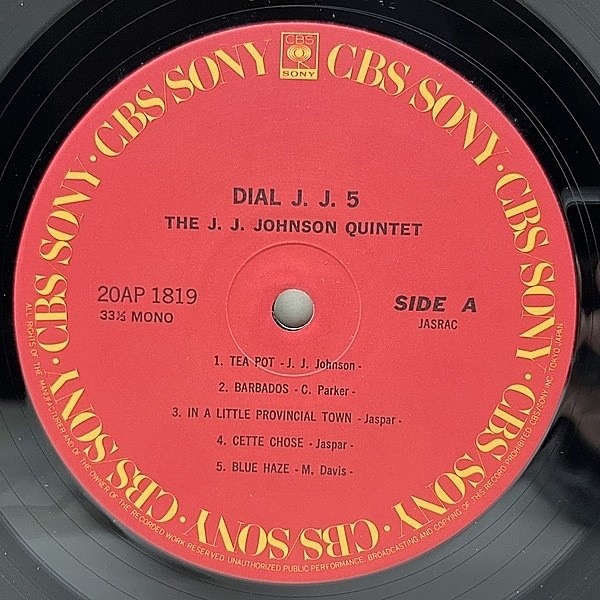 CBS/SONY · CBS/SONY · CBS/SONY · CBS/SONY · CBS/SONY · CBS/SONY · CBS/SONY · CBS/SONY
CBS
SONY
DIAL J. J. 5
THE J. J. JOHNSON QUINTET
20AP 1819
33⅓ MONO
SIDE A
JASRAC
1. TEA POT - J. J. Johnson -
2. BARBADOS - C. Parker -
3. IN A LITTLE PROVINCIAL TOWN - Jaspar -
4. CETTE CHOSE - Jaspar -
5. BLUE HAZE - M. Davis -
ALL RIGHTS OF THE MANUFACTURER AND OF THE OWNER OF THE RECORDED WORK RESERVED UNAUTHORIZED PUBLIC PERFORMANCE, BROADCASTING AND COPYING OF THIS RECORD PROHIBITED CBS/SONY INC. TOKYO JAPAN